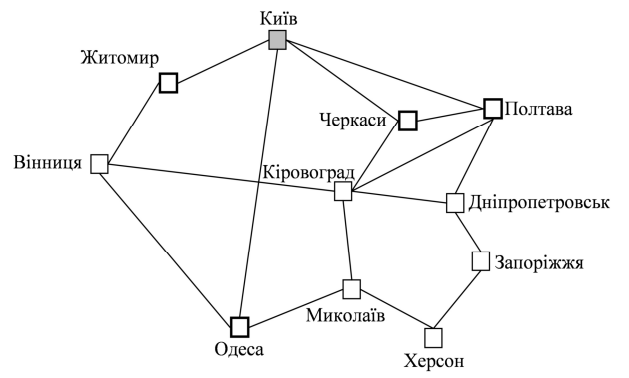 Київ
Житомир
Черкаси
Полтава
Вінниця
Кіровоград
Дніпропетровськ
Запоріжжя
Миколаїв
Одеса
Херсон